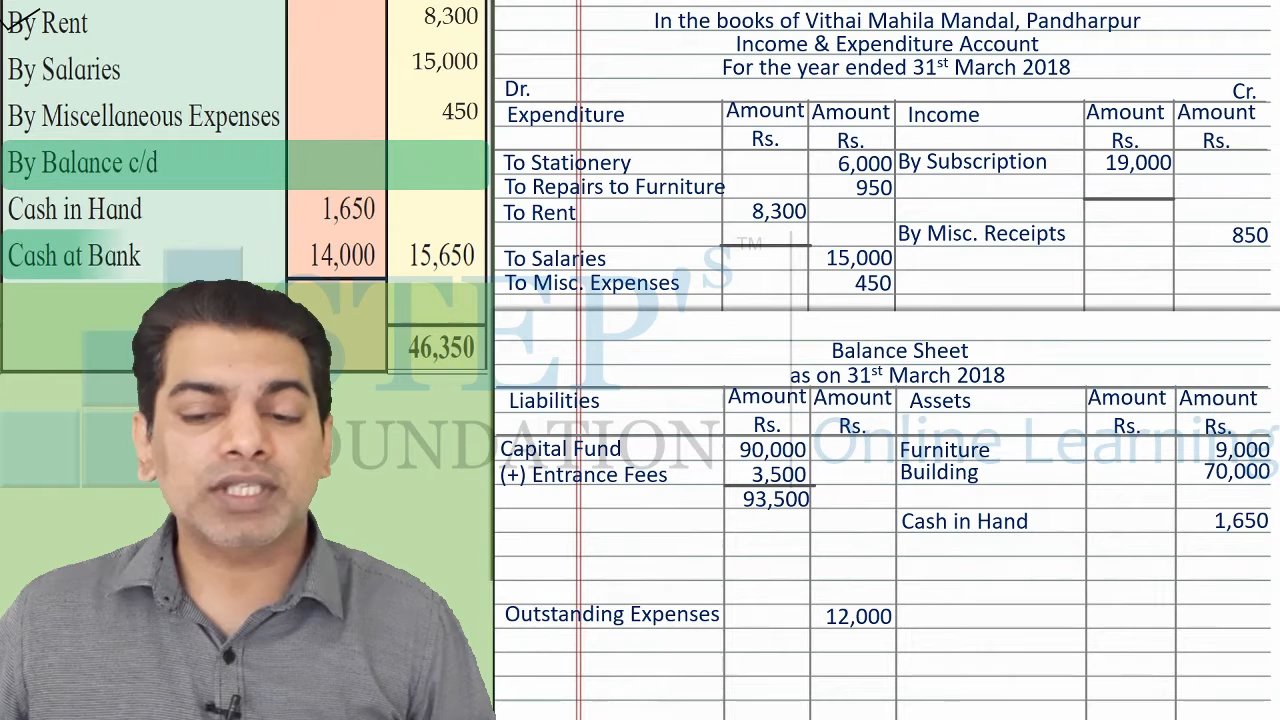 By Rent 8,300
By Salaries 15,000
By Miscellaneous Expenses 450
By Balance c/d
Cash in Hand 1,650
Cash at Bank 14,000 15,650
46,350
In the books of Vithai Mahila Mandal, Pandharpur
Income & Expenditure Account
For the year ended 31st March 2018
Dr. Cr.
Expenditure Amount Rs. Amount Rs. Income Amount Rs. Amount Rs.
To Stationery 6,000 By Subscription 19,000
To Repairs to Furniture 950
To Rent 8,300
By Misc. Receipts 850
To Salaries 15,000
To Misc. Expenses 450
Balance Sheet
as on 31st March 2018
Liabilities Amount Rs. Amount Rs. Assets Amount Rs. Amount Rs.
Capital Fund 90,000 Furniture 9,000
(+) Entrance Fees 3,500 Building 70,000
93,500
Cash in Hand 1,650
Outstanding Expenses 12,000
STEP's ™
OUNDATION Online Learning